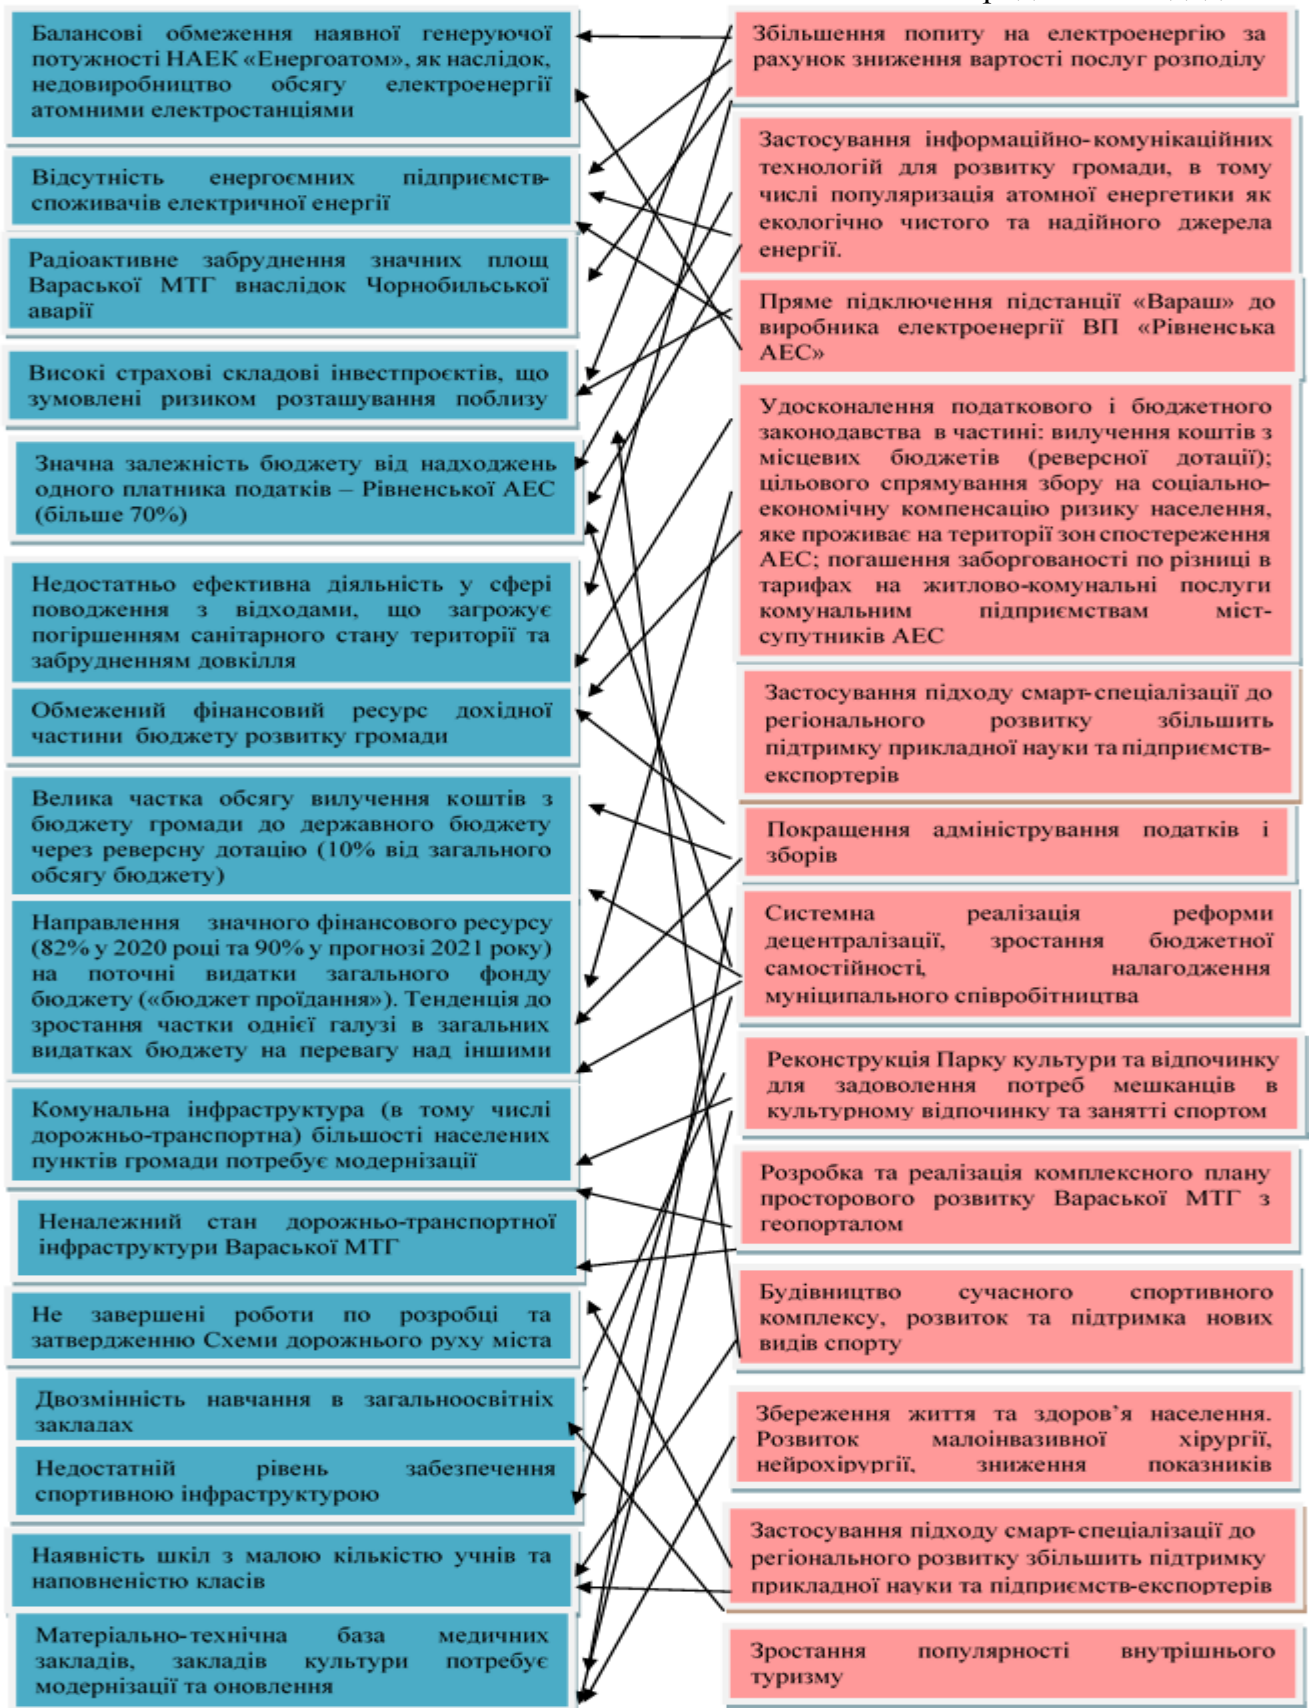 Балансові обмеження наявної генеруючої
потужності НАЕК «Енергоатом», як наслідок,
недовиробництво обсягу електроенергії
атомними електростанціями
Відсутність енергоємних підприємств-
споживачів електричної енергії
Радіоактивне забруднення значних площ
Вараської МТГ внаслідок Чорнобильської
аварії
Високі страхові складові інвестпроєктів, що
зумовлені ризиком розташування поблизу
Значна залежність бюджету від надходжень
одного платника податків – Рівненської АЕС
(більше 70%)
Недостатньо ефективна діяльність у сфері
поводження з відходами, що загрожує
погіршенням санітарного стану території та
забрудненням довкілля
Обмежений фінансовий ресурс дохідної
частини бюджету розвитку громади
Велика частка обсягу вилучення коштів з
бюджету громади до державного бюджету
через реверсну дотацію (10% від загального
обсягу бюджету)
Направлення значного фінансового ресурсу
(82% у 2020 році та 90% у прогнозі 2021 року)
на поточні видатки загального фонду
бюджету («бюджет проїдання»). Тенденція до
зростання частки однієї галузі в загальних
видатках бюджету на перевагу над іншими
Комунальна інфраструктура (в тому числі
дорожньо-транспортна) більшості населених
пунктів громади потребує модернізації
Неналежний стан дорожньо-транспортної
інфраструктури Вараської МТГ
Не завершені роботи по розробці та
затвердженню Схеми дорожнього руху міста
Двозмінність навчання в загальноосвітніх
закладах
Недостатній рівень забезпечення
спортивною інфраструктурою
Наявність шкіл з малою кількістю учнів та
наповненістю класів
Матеріально-технічна база медичних
закладів, закладів культури потребує
модернізації та оновлення
Збільшення попиту на електроенергію за
рахунок зниження вартості послуг розподілу
Застосування інформаційно-комунікаційних
технологій для розвитку громади, в тому
числі популяризація атомної енергетики як
екологічно чистого та надійного джерела
енергії.
Пряме підключення підстанції «Вараш» до
виробника електроенергії ВП «Рівненська
АЕС»
Удосконалення податкового і бюджетного
законодавства в частині: вилучення коштів з
місцевих бюджетів (реверсної дотації);
цільового спрямування збору на соціально-
економічну компенсацію ризику населення,
яке проживає на території зон спостереження
АЕС; погашення заборгованості по різниці в
тарифах на житлово-комунальні послуги
комунальним підприємствам міст-
супутників АЕС
Застосування підходу смарт-спеціалізації до
регіонального розвитку збільшить
підтримку прикладної науки та підприємств-
експортерів
Покращення адміністрування податків і
зборів
Системна реалізація реформи
децентралізації, зростання бюджетної
самостійності, налагодження
муніципального співробітництва
Реконструкція Парку культури та відпочинку
для задоволення потреб мешканців в
культурному відпочинку та занятті спортом
Розробка та реалізація комплексного плану
просторового розвитку Вараської МТГ з
геопорталом
Будівництво сучасного спортивного
комплексу, розвиток та підтримка нових
видів спорту
Збереження життя та здоров’я населення.
Розвиток малоінвазивної хірургії,
нейрохірургії, зниження показників
Застосування підходу смарт-спеціалізації до
регіонального розвитку збільшить підтримку
прикладної науки та підприємств-експортерів
Зростання популярності внутрішнього
туризму